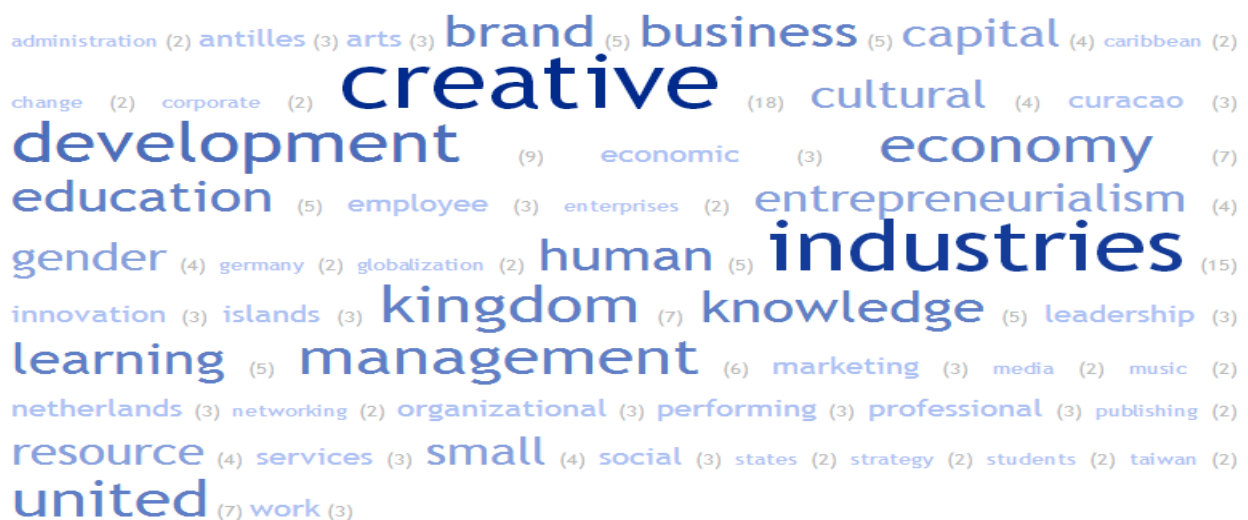 administration (2) antilles (3) arts (3) brand (5) business (5) capital (4) caribbean (2)
change (2) corporate (2) creative (18) cultural (4) curacao (3)
development (9) economic (3) economy (7)
education (5) employee (3) enterprises (2) entrepreneurialism (4)
gender (4) germany (2) globalization (2) human (5) industries (15)
innovation (3) islands (3) kingdom (7) knowledge (5) leadership (3)
learning (5) management (6) marketing (3) media (2) music (2)
netherlands (3) networking (2) organizational (3) performing (3) professional (3) publishing (2)
resource (4) services (3) small (4) social (3) states (2) strategy (2) students (2) taiwan (2)
united (7) work (3)